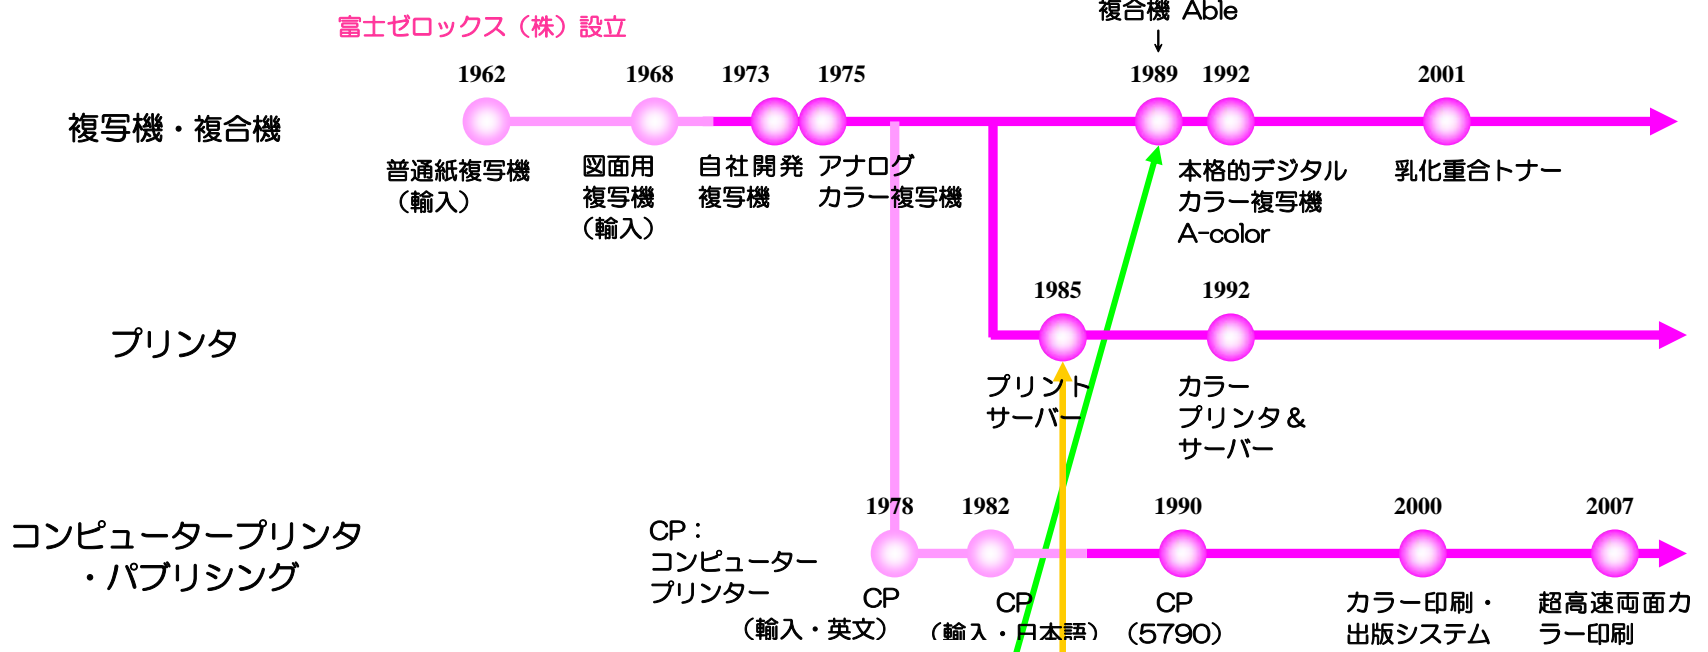 複合機 Able
富士ゼロックス（株）設立
↓
1962
1968
1973
1975
1989
1992
2001
複写機・複合機
普通紙複写機
（輸入）
図面用
複写機
（輸入）
自社開発
複写機
アナログ
カラー複写機
本格的デジタル
カラー複写機
A-color
乳化重合トナー
1985
1992
プリンタ
プリント
サーバー
カラー
プリンタ＆
サーバー
1978
1982
1990
2000
2007
コンピュータープリンタ
・パブリシング
CP：
コンピューター
プリンター
CP
（輸入・英文）
CP
（輸入・日本語）
CP
（5790）
カラー印刷・
出版システム
超高速両面カ
ラー印刷